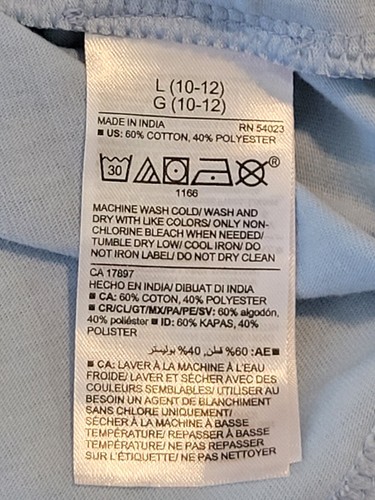 L (10-12)
G (10-12)
MADE IN INDIA RN 54023
■ US: 60% COTTON, 40% POLYESTER
30 ®
1166
MACHINE WASH COLD/ WASH AND
DRY WITH LIKE COLORS/ ONLY NON-
CHLORINE BLEACH WHEN NEEDED/
TUMBLE DRY LOW/ COOL IRON/ DO
NOT IRON LABEL/ DO NOT DRY CLEAN
CA 17897
HECHO EN INDIA/ DIBUAT DI INDIA
■ CA: 60% COTON, 40% POLYESTER
■ CR/CL/GT/MX/PA/PE/SV: 60% algodón,
40% poliéster ■ ID: 60% KAPAS, 40%
POLISTER
■ AE: 60% قطن, 40% بوليستر
■ CA: LAVER À LA MACHINE À L'EAU
FROIDE/ LAVER ET SÉCHER AVEC DES
COULEURS SEMBLABLES/ UTILISER AU
BESOIN UN AGENT DE BLANCHIMENT
SANS CHLORE UNIQUEMENT/
SÉCHER À LA MACHINE À BASSE
TEMPÉRATURE/ REPASSER À BASSE
TEMPÉRATURE/ NE PAS REPASSER
SUR L'ÉTIQUETTE/ NE PAS NETTOYER